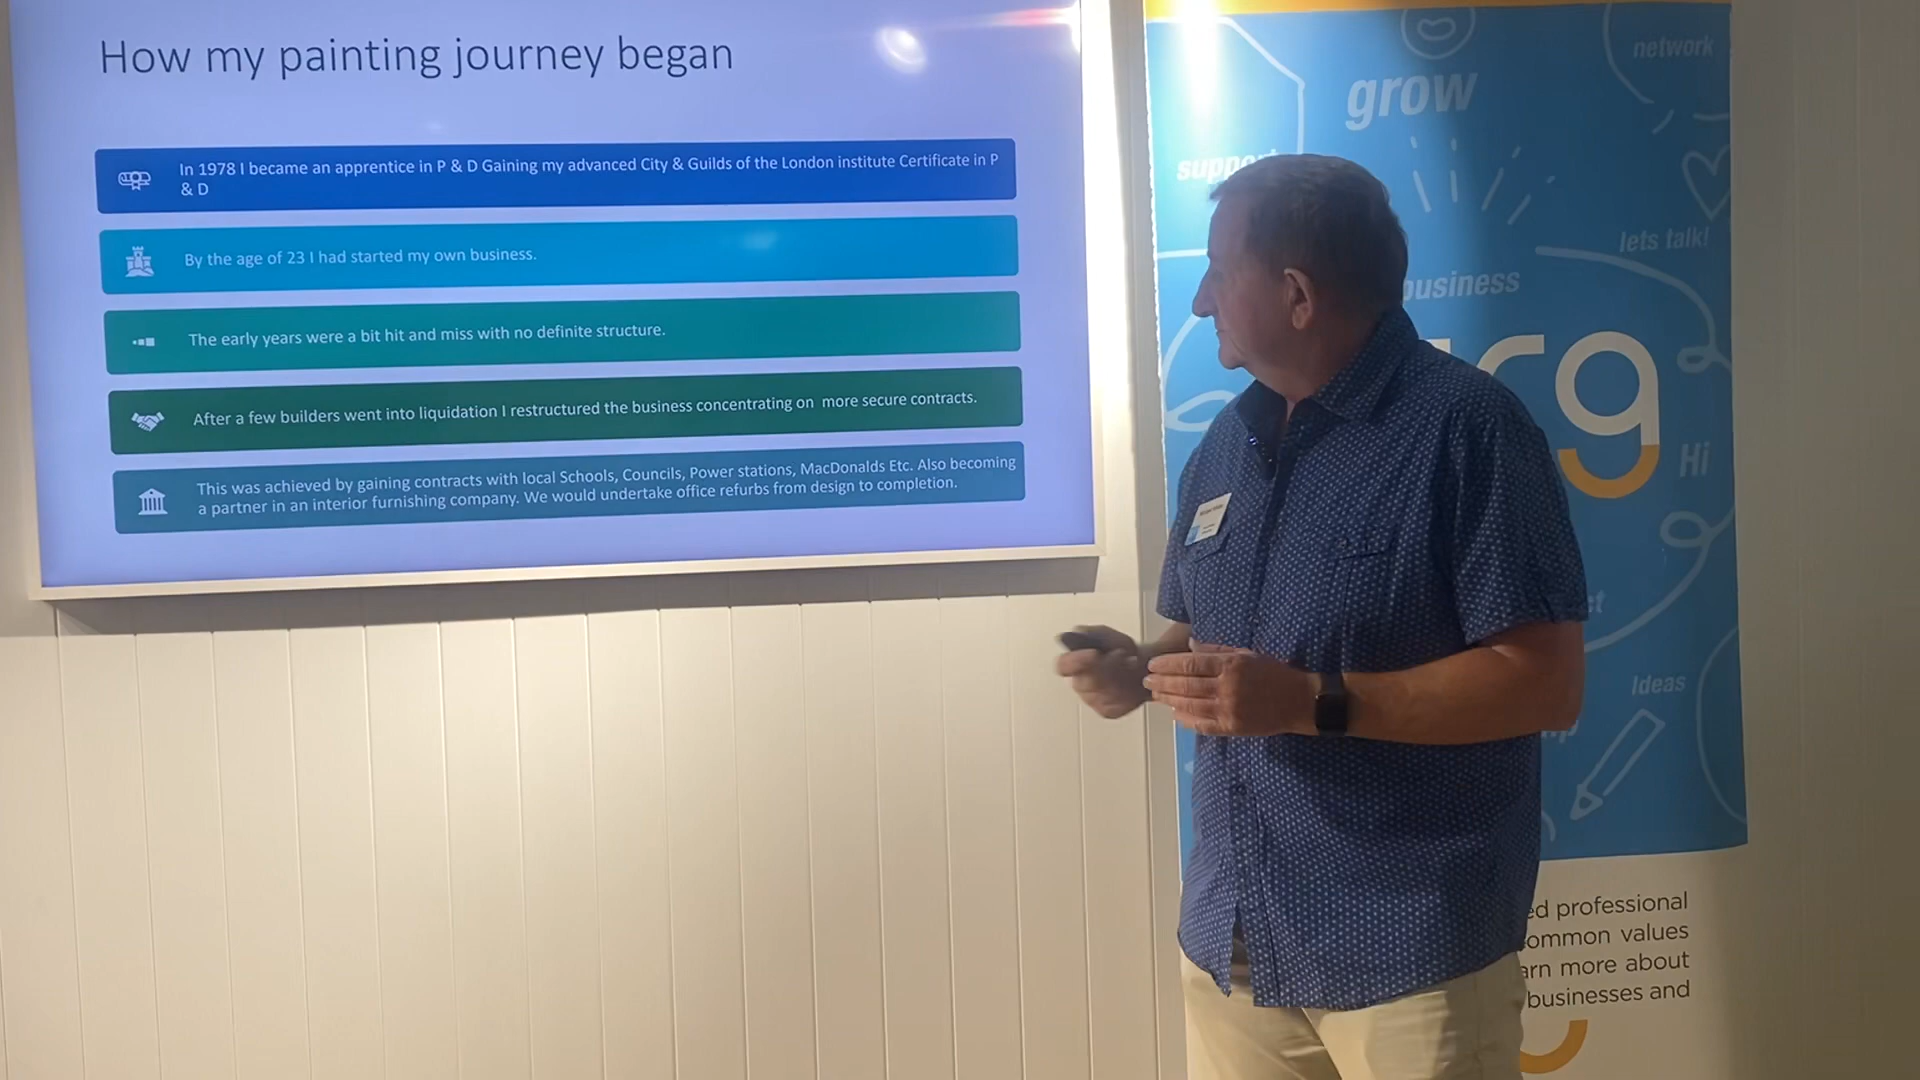 How my painting journey began
In 1978 I became an apprentice in P & D Gaining my advanced City & Guilds of the London institute Certificate in P
& D
By the age of 23 I had started my own business.
The early years were a bit hit and miss with no definite structure.
After a few builders went into liquidation I restructured the business concentrating on more secure contracts.
This was achieved by gaining contracts with local Schools, Councils, Power stations, MacDonalds Etc. Also becoming
a partner in an interior furnishing company. We would undertake office refurbs from design to completion.
network
grow
lets talk!
business
rg
Hi
Ideas
professional
values
more about
businesses and